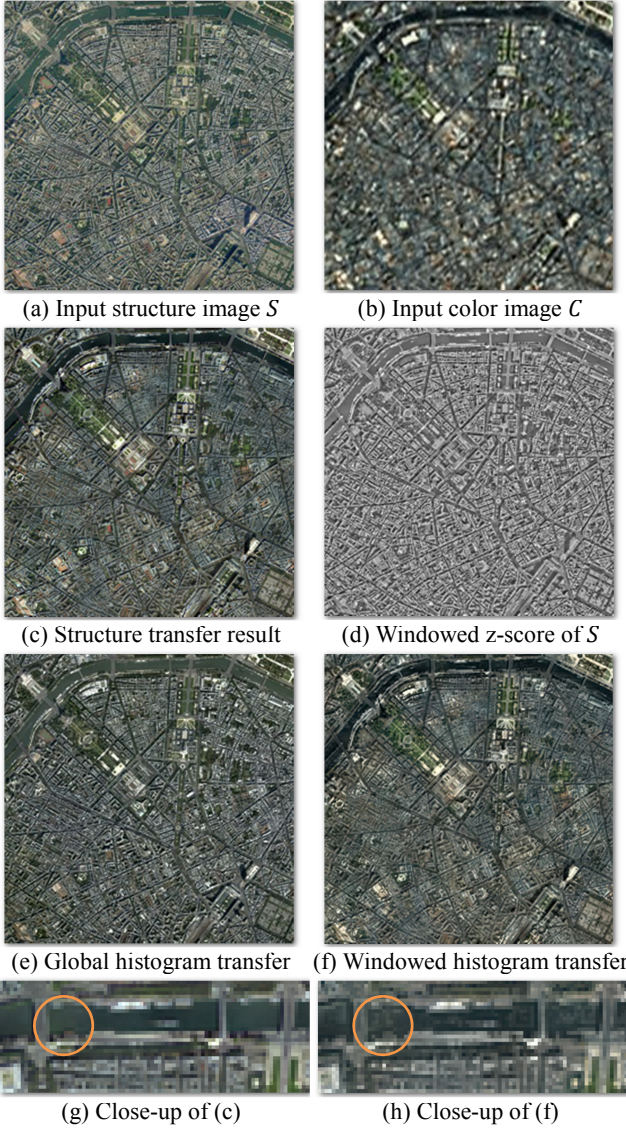 (a) Input structure image S
(b) Input color image C
(c) Structure transfer result
(d) Windowed z-score of S
(e) Global histogram transfer
(f) Windowed histogram transfer
(g) Close-up of (c)
(h) Close-up of (f)